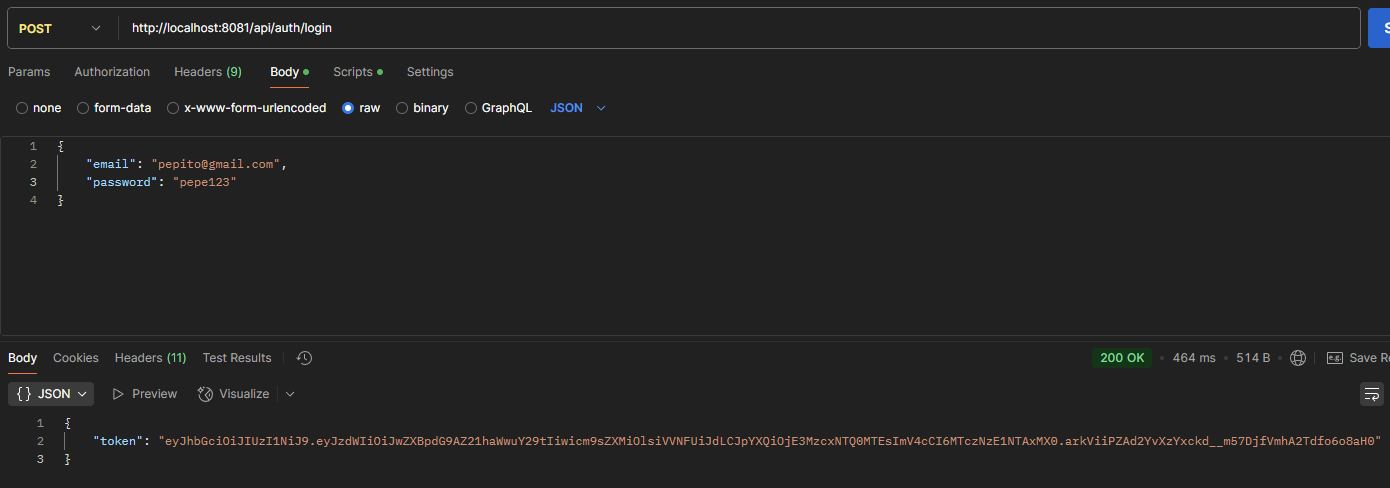 POST http://localhost:8081/api/auth/login S
Params Authorization Headers (9) Body Scripts Settings
none form-data x-www-form-urlencoded raw binary GraphQL JSON
1 {
2 "email": "pepito@gmail.com",
3 "password": "pepe123"
4 }
Body Cookies Headers (11) Test Results 200 OK 464 ms 514 B e.g. Save Re
{} JSON Preview Visualize
1 {
2 "token": "eyJhbGciOiJIUzI1NiJ9.eyJzdWIiOiJwZXBpdG9AZ21haWwuY29tIiwicm9sZXMiOlsiVVNFUiJdLCJpYXQiOjE3MzcxNTQ0MTEsImV4cCI6MTczNzE1NTAxMX0.arkViiPZAd2YvXzYxckd__m57DjfVmhA2Tdfo6o8aH0"
3 }